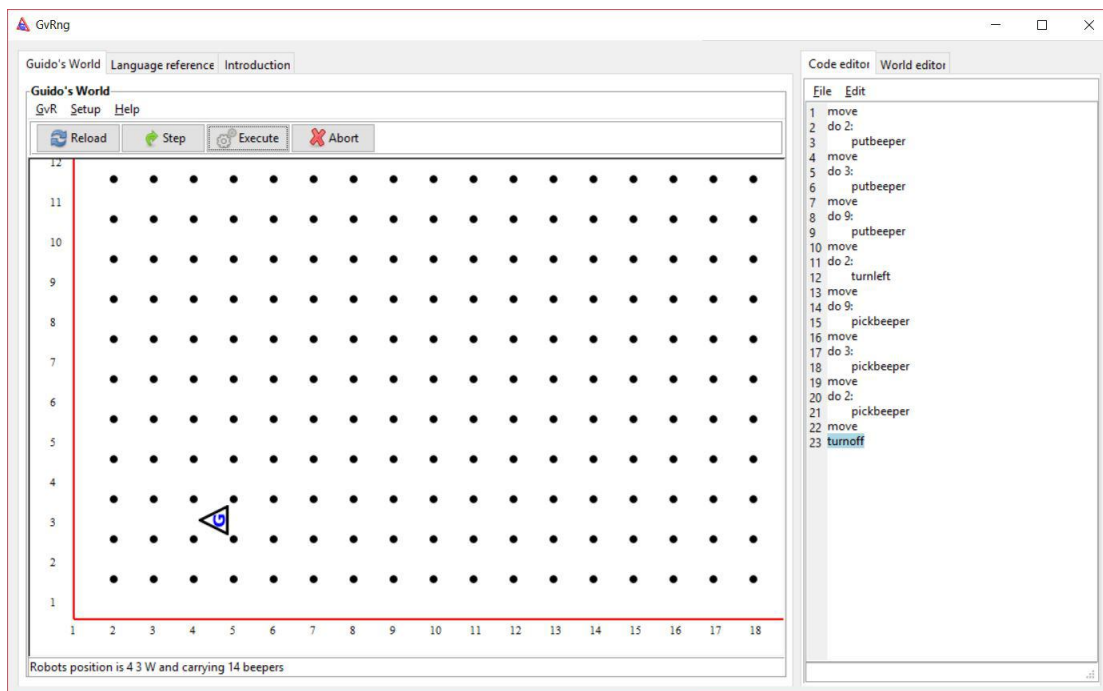 GvRng
Guido's World Language reference Introduction
Guido's World
GvR Setup Help
Reload Step Execute Abort
12
11
10
9
8
7
6
5
4
3
2
1
G
1 2 3 4 5 6 7 8 9 10 11 12 13 14 15 16 17 18
Robots position is 4 3 W and carrying 14 beepers
Code editor World editor
File Edit
1 move
2 do 2:
3 putbeeper
4 move
5 do 3:
6 putbeeper
7 move
8 do 9:
9 putbeeper
10 move
11 do 2:
12 turnleft
13 move
14 do 9:
15 pickbeeper
16 move
17 do 3:
18 pickbeeper
19 move
20 do 2:
21 pickbeeper
22 move
23 turnoff